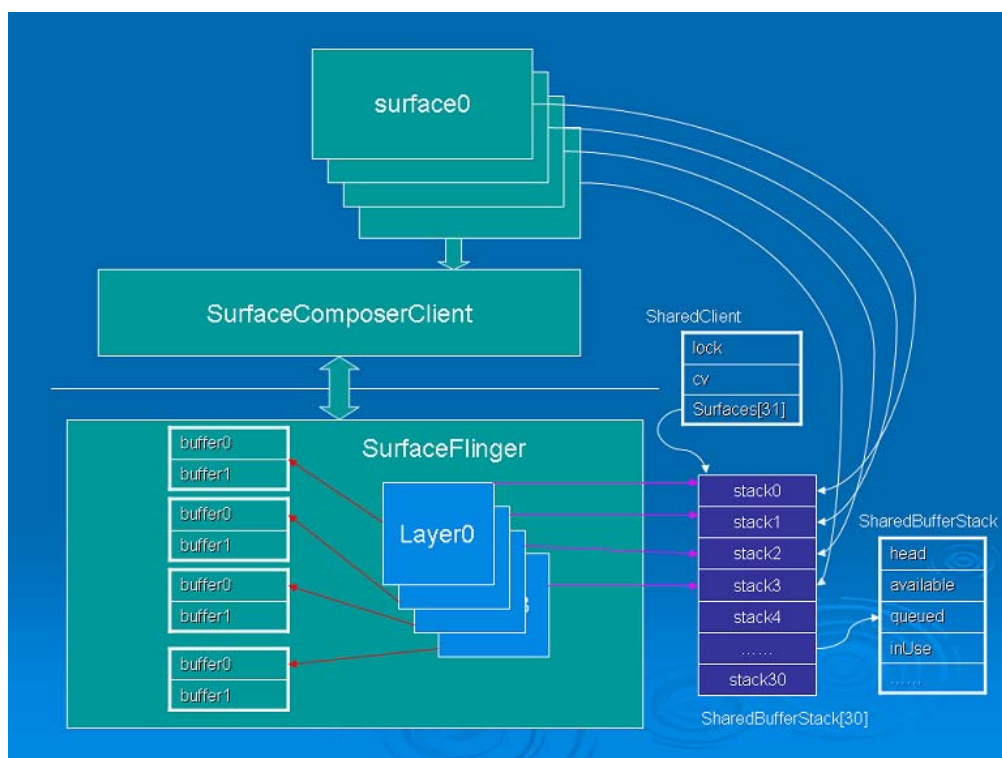 surface0
SurfaceComposerClient
SharedClient
lock
cv
Surfaces[31]
SurfaceFlinger
buffer0
buffer1
buffer0
buffer1
buffer0
buffer1
buffer0
buffer1
Layer0
stack0
stack1
stack2
stack3
stack4
……
stack30
SharedBufferStack[30]
SharedBufferStack
head
available
queued
inUse
……